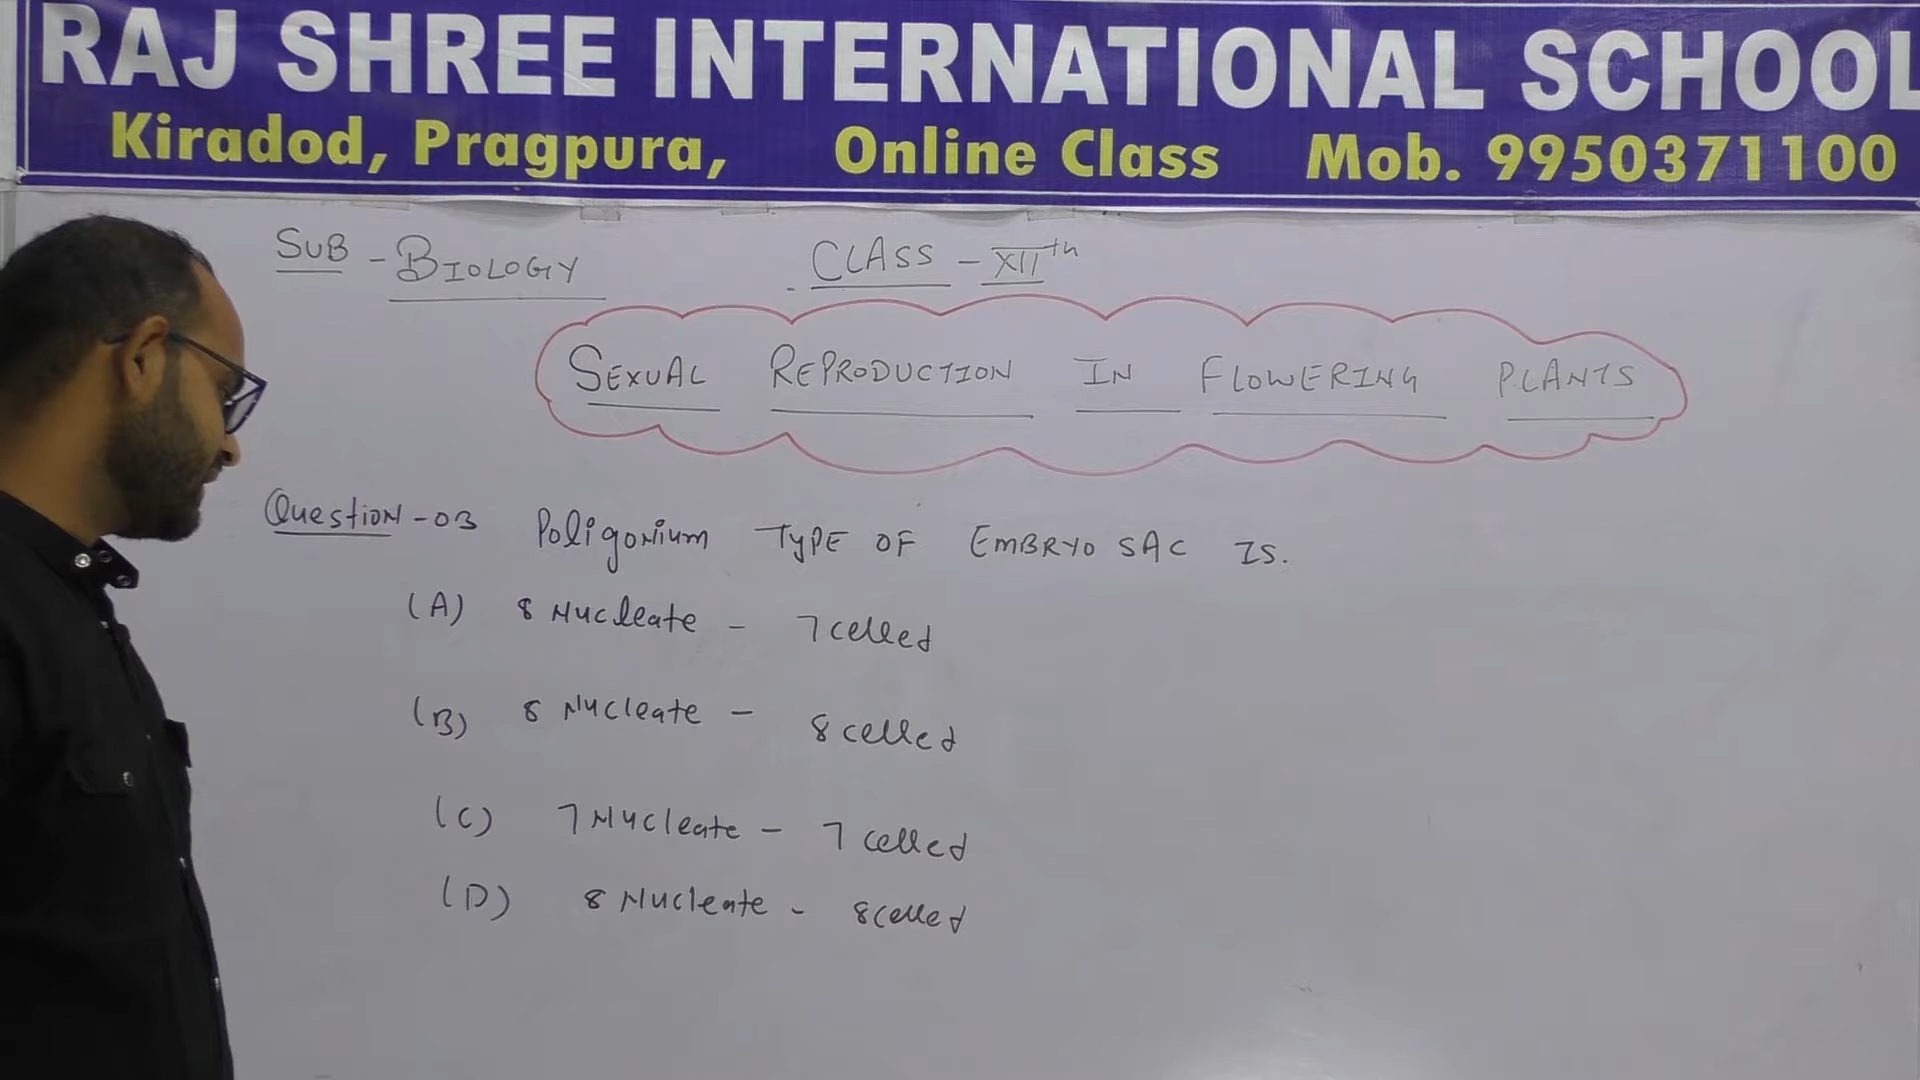 RAJ SHREE INTERNATIONAL SCHOOL
Kiradod, Pragpura, Online Class Mob. 9950371100
SUB - BIOLOGY CLASS - XIIth
SEXUAL REPRODUCTION IN FLOWERING PLANTS
Question - 03 Poligonium TYPE OF EMBRYO SAC IS.
(A) 8 Nucleate - 7 celled
(B) 8 Nucleate - 8 celled
(C) 7 Nucleate - 7 celled
(D) 8 Nucleate - 8 celled